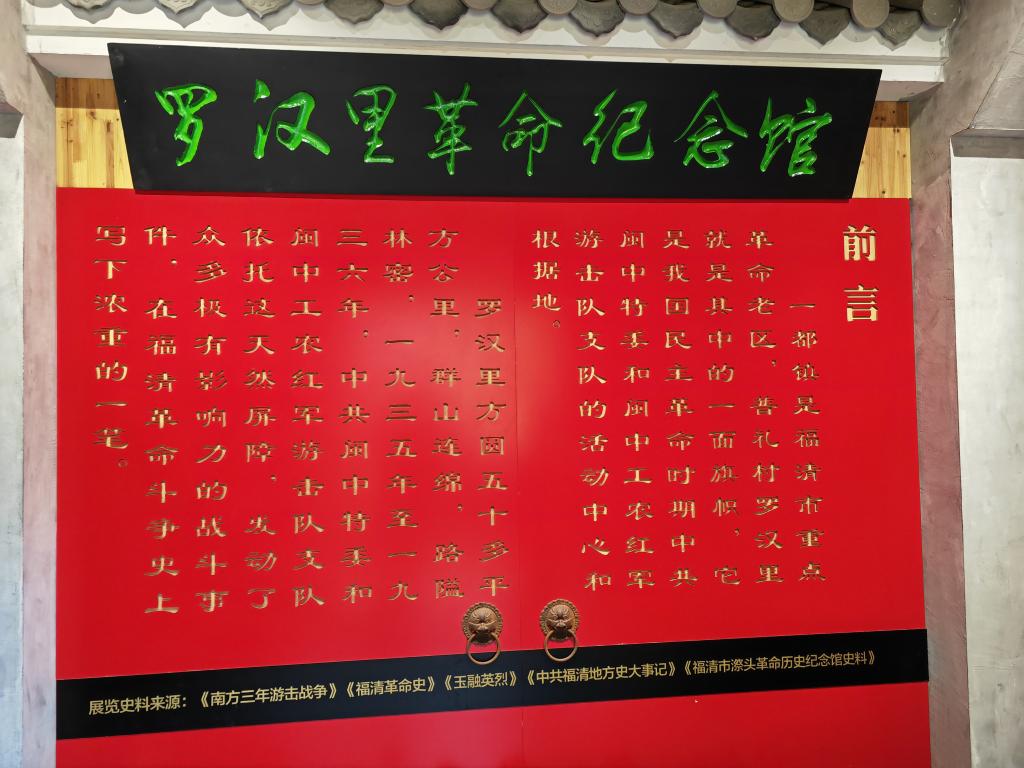 罗汉里革命纪念馆
前言
一都镇是福清市重点
革命老区，普礼村罗汉里
就是其中的一面旗帜，它
是我国民主革命时期中共
闽中特委和闽中工农红军
游击队支队的活动中心和
根据地。
罗汉里方圆五十多平
方公里，群山连绵，路隘
林密，一九三五年至一九
三六年，中共闽中特委和
闽中工农红军游击队支队
依托这天然屏障，发动了
众多极有影响力的战斗事
件，在福清革命斗争史上
写下浓重的一笔。
展览史料来源：《南方三年游击战争》《福清革命史》《玉融英烈》《中共福清地方史大事记》《福清市漈头革命历史纪念馆史料》